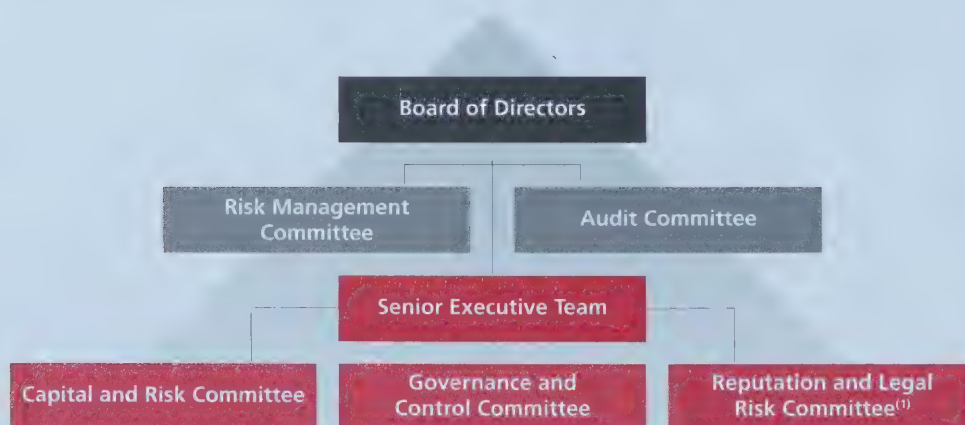 Board of Directors
Risk Management
Committee
Audit Committee
Senior Executive Team
Capital and Risk Committee
Governance and
Control Committee
Reputation and Legal
Risk Committee(1)